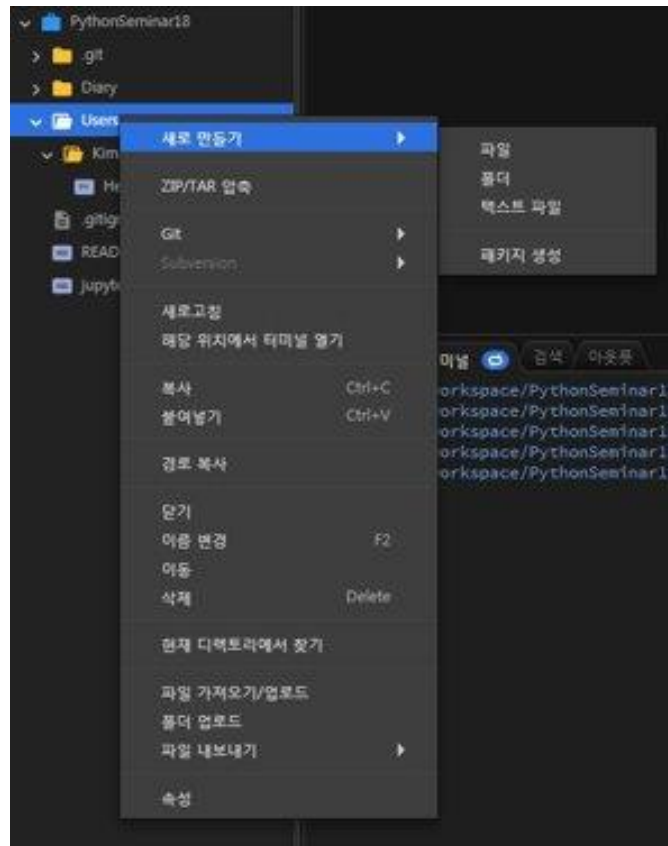 PythonSeminar18
.git
Diary
Users
Kim
He
.gitig
READ
jupyt
새로 만들기
ZIP/TAR 압축
Git
Subversion
새로고침
해당 위치에서 터미널 열기
복사 Ctrl+C
붙여넣기 Ctrl+V
경로 복사
닫기
이름 변경 F2
이동
삭제 Delete
현재 디렉토리에서 찾기
파일 가져오기/업로드
폴더 업로드
파일 내보내기
속성
파일
폴더
텍스트 파일
패키지 생성
미널
검색
아웃풋
orkspace/PythonSeminar1
orkspace/PythonSeminar1
orkspace/PythonSeminar1
orkspace/PythonSeminar1
orkspace/PythonSeminar1